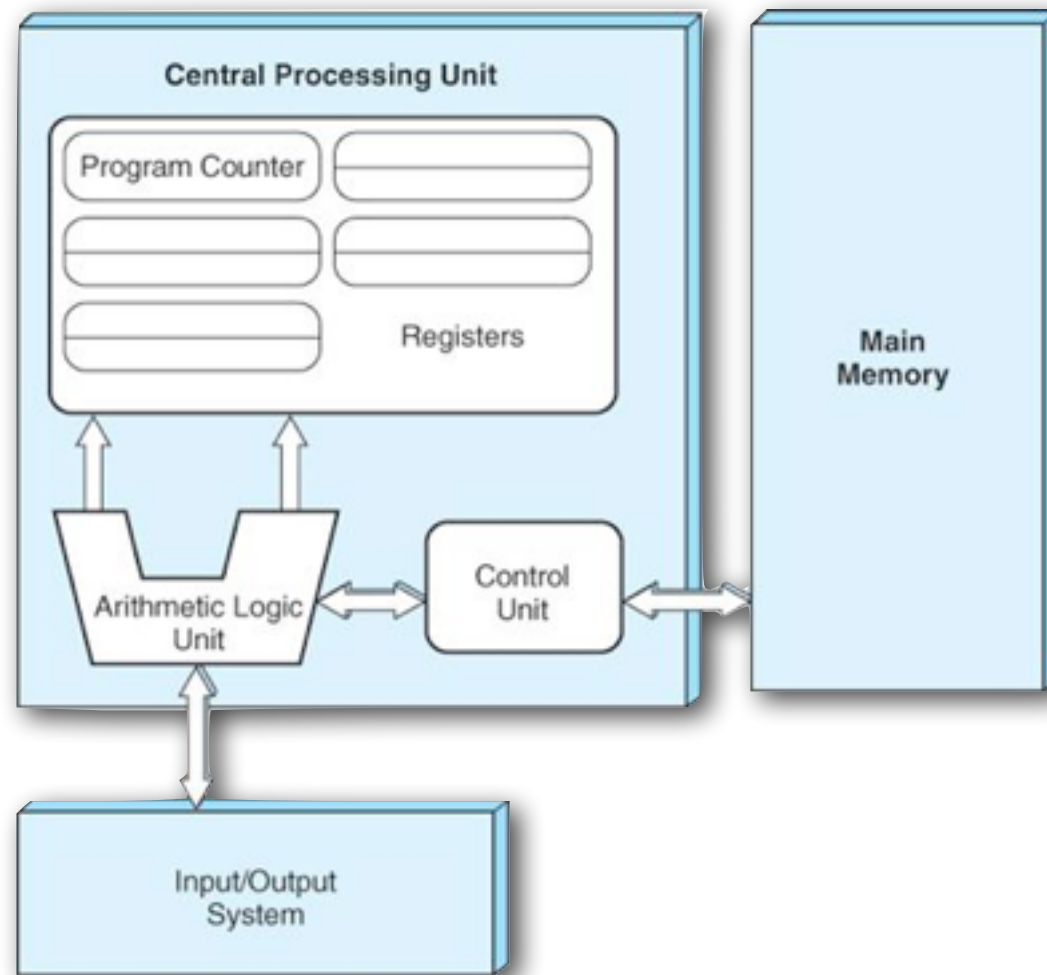 Central Processing Unit
Program Counter
Registers
Main
Memory
Arithmetic Logic
Unit
Control
Unit
Input/Output
System